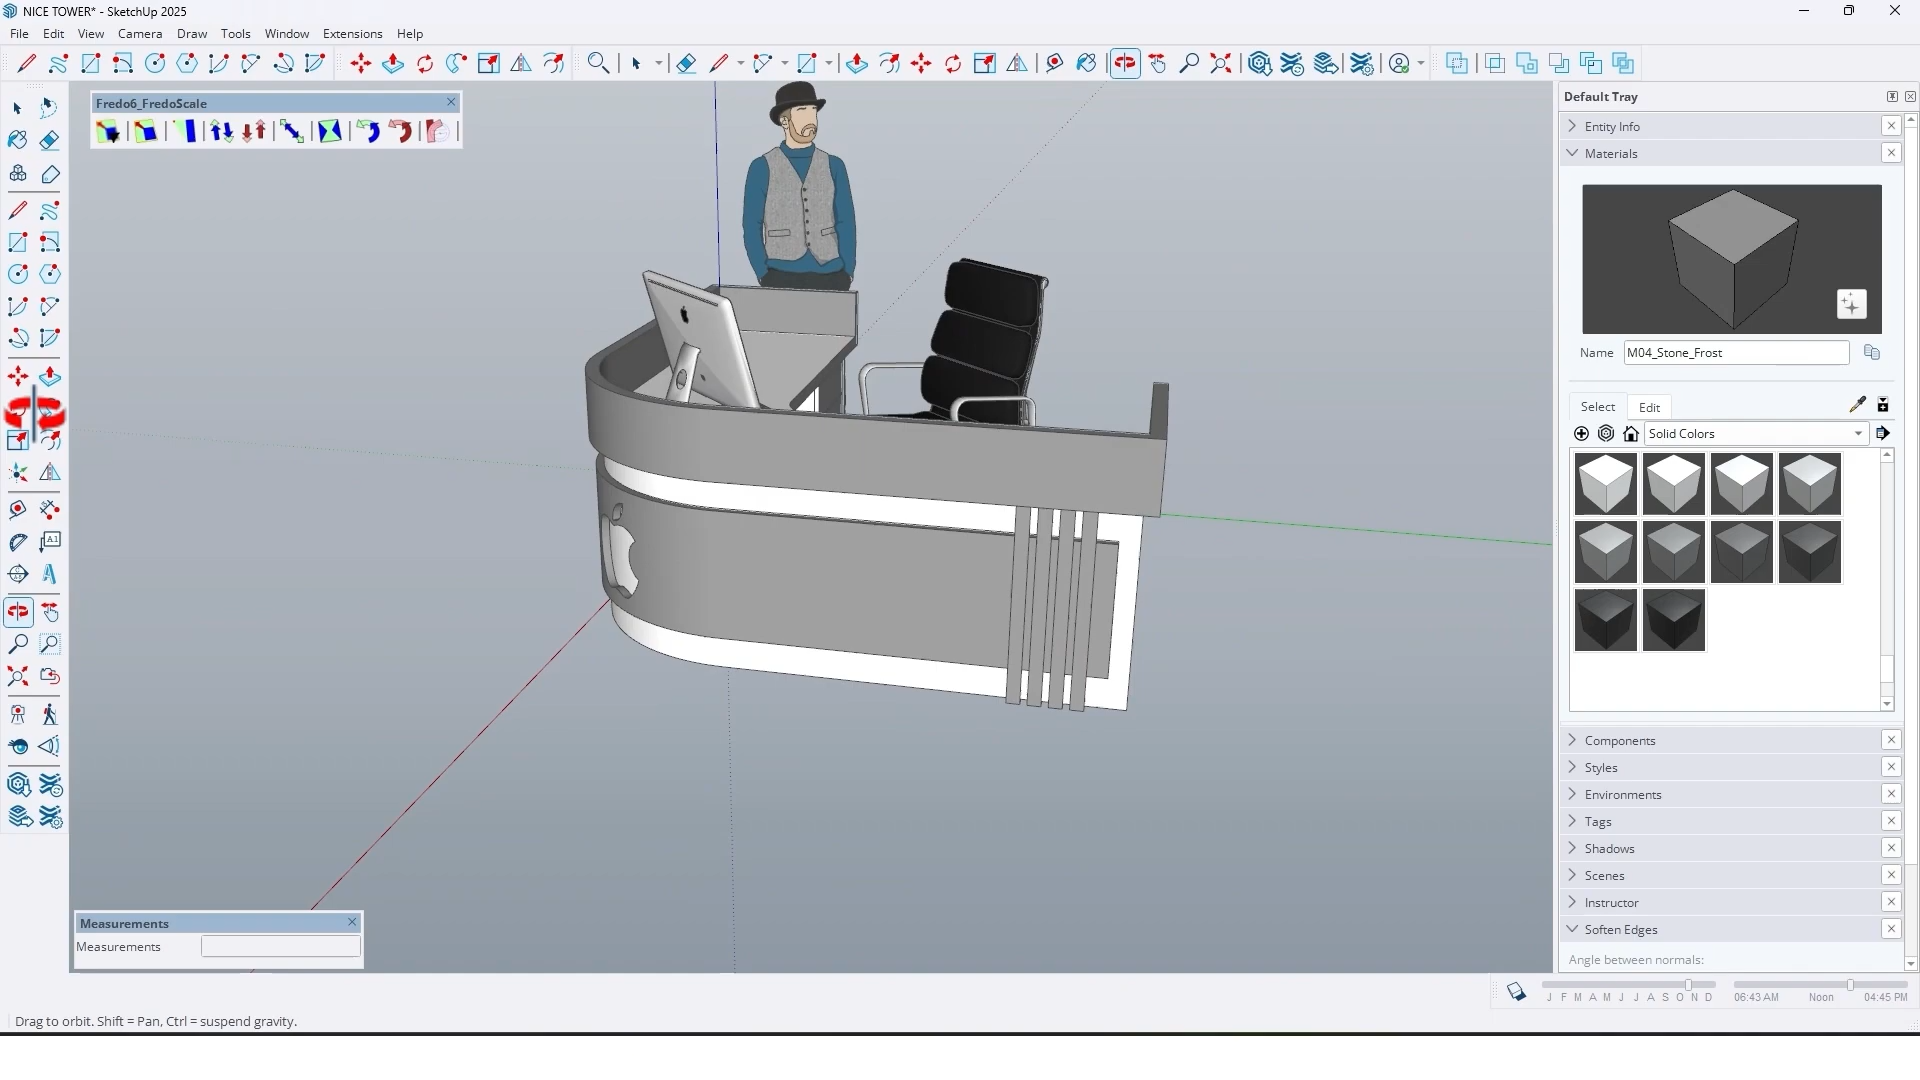 NICE TOWER* - SketchUp 2025
File Edit View Camera Draw Tools Window Extensions Help
Fredo6_FredoScale
Default Tray
Entity Info
Materials
Name M04_Stone_Frost
Select Edit
Solid Colors
A1
Components
Styles
Environments
Tags
Shadows
Scenes
Instructor
Soften Edges
Angle between normals:
Measurements
Measurements
J F M A M J J A S O N D 06:43 AM Noon 04:45 PM
Drag to orbit. Shift = Pan, Ctrl = suspend gravity.